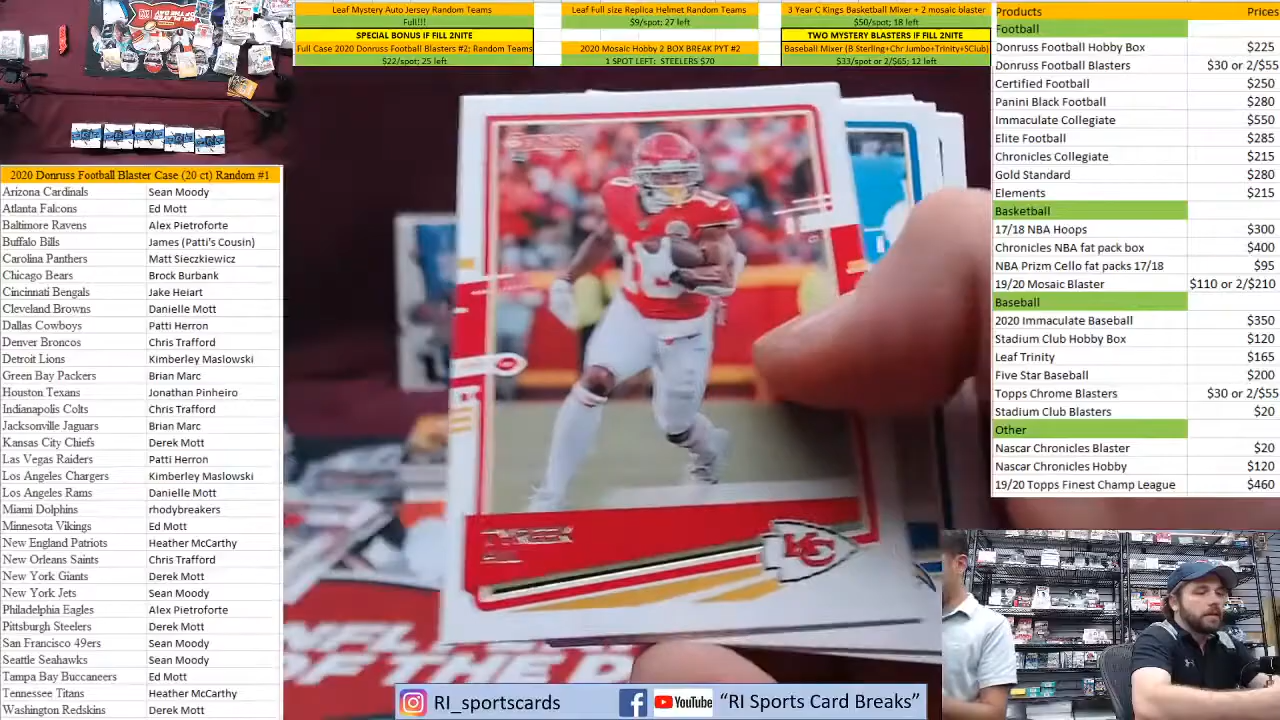 Leaf Mystery Auto Jersey Random Teams
Full!!!
SPECIAL BONUS IF FILL 2NITE
Full Case 2020 Donruss Football Blasters #2; Random Teams
$22/spot; 25 left
Leaf Full size Replica Helmet Random Teams
$9/spot; 27 left
2020 Mosaic Hobby 2 BOX BREAK PYT #2
1 SPOT LEFT:  STEELERS $70
3 Year C Kings Basketball Mixer + 2 mosaic blaster
$50/spot; 18 left
TWO MYSTERY BLASTERS IF FILL 2NITE
Baseball Mixer (B Sterling+Chr Jumbo+Trinity+SClub)
$33/spot or 2/$65; 12 left
Products Prices
Football
Donruss Football Hobby Box $225
Donruss Football Blasters $30 or 2/$55
Certified Football $250
Panini Black Football $280
Immaculate Collegiate $550
Elite Football $285
Chronicles Collegiate $215
Gold Standard $280
Elements $215
Basketball
17/18 NBA Hoops $300
Chronicles NBA fat pack box $400
NBA Prizm Cello fat packs 17/18 $95
19/20 Mosaic Blaster $110 or 2/$210
Baseball
2020 Immaculate Baseball $350
Stadium Club Hobby Box $120
Leaf Trinity $165
Five Star Baseball $200
Topps Chrome Blasters $30 or 2/$55
Stadium Club Blasters $20
Other
Nascar Chronicles Blaster $20
Nascar Chronicles Hobby $120
19/20 Topps Finest Champ League $460
2020 Donruss Football Blaster Case (20 ct) Random #1
Arizona Cardinals Sean Moody
Atlanta Falcons Ed Mott
Baltimore Ravens Alex Pietroforte
Buffalo Bills James (Patti's Cousin)
Carolina Panthers Matt Sieczkiewicz
Chicago Bears Brock Burbank
Cincinnati Bengals Jake Heiart
Cleveland Browns Danielle Mott
Dallas Cowboys Patti Herron
Denver Broncos Chris Trafford
Detroit Lions Kimberley Maslowski
Green Bay Packers Brian Marc
Houston Texans Jonathan Pinheiro
Indianapolis Colts Chris Trafford
Jacksonville Jaguars Brian Marc
Kansas City Chiefs Derek Mott
Las Vegas Raiders Patti Herron
Los Angeles Chargers Kimberley Maslowski
Los Angeles Rams Danielle Mott
Miami Dolphins rhodybreakers
Minnesota Vikings Ed Mott
New England Patriots Heather McCarthy
New Orleans Saints Chris Trafford
New York Giants Derek Mott
New York Jets Sean Moody
Philadelphia Eagles Alex Pietroforte
Pittsburgh Steelers Derek Mott
San Francisco 49ers Sean Moody
Seattle Seahawks Sean Moody
Tampa Bay Buccaneers Ed Mott
Tennessee Titans Heather McCarthy
Washington Redskins Derek Mott
KC
RI_sportscards
YouTube "RI Sports Card Breaks"